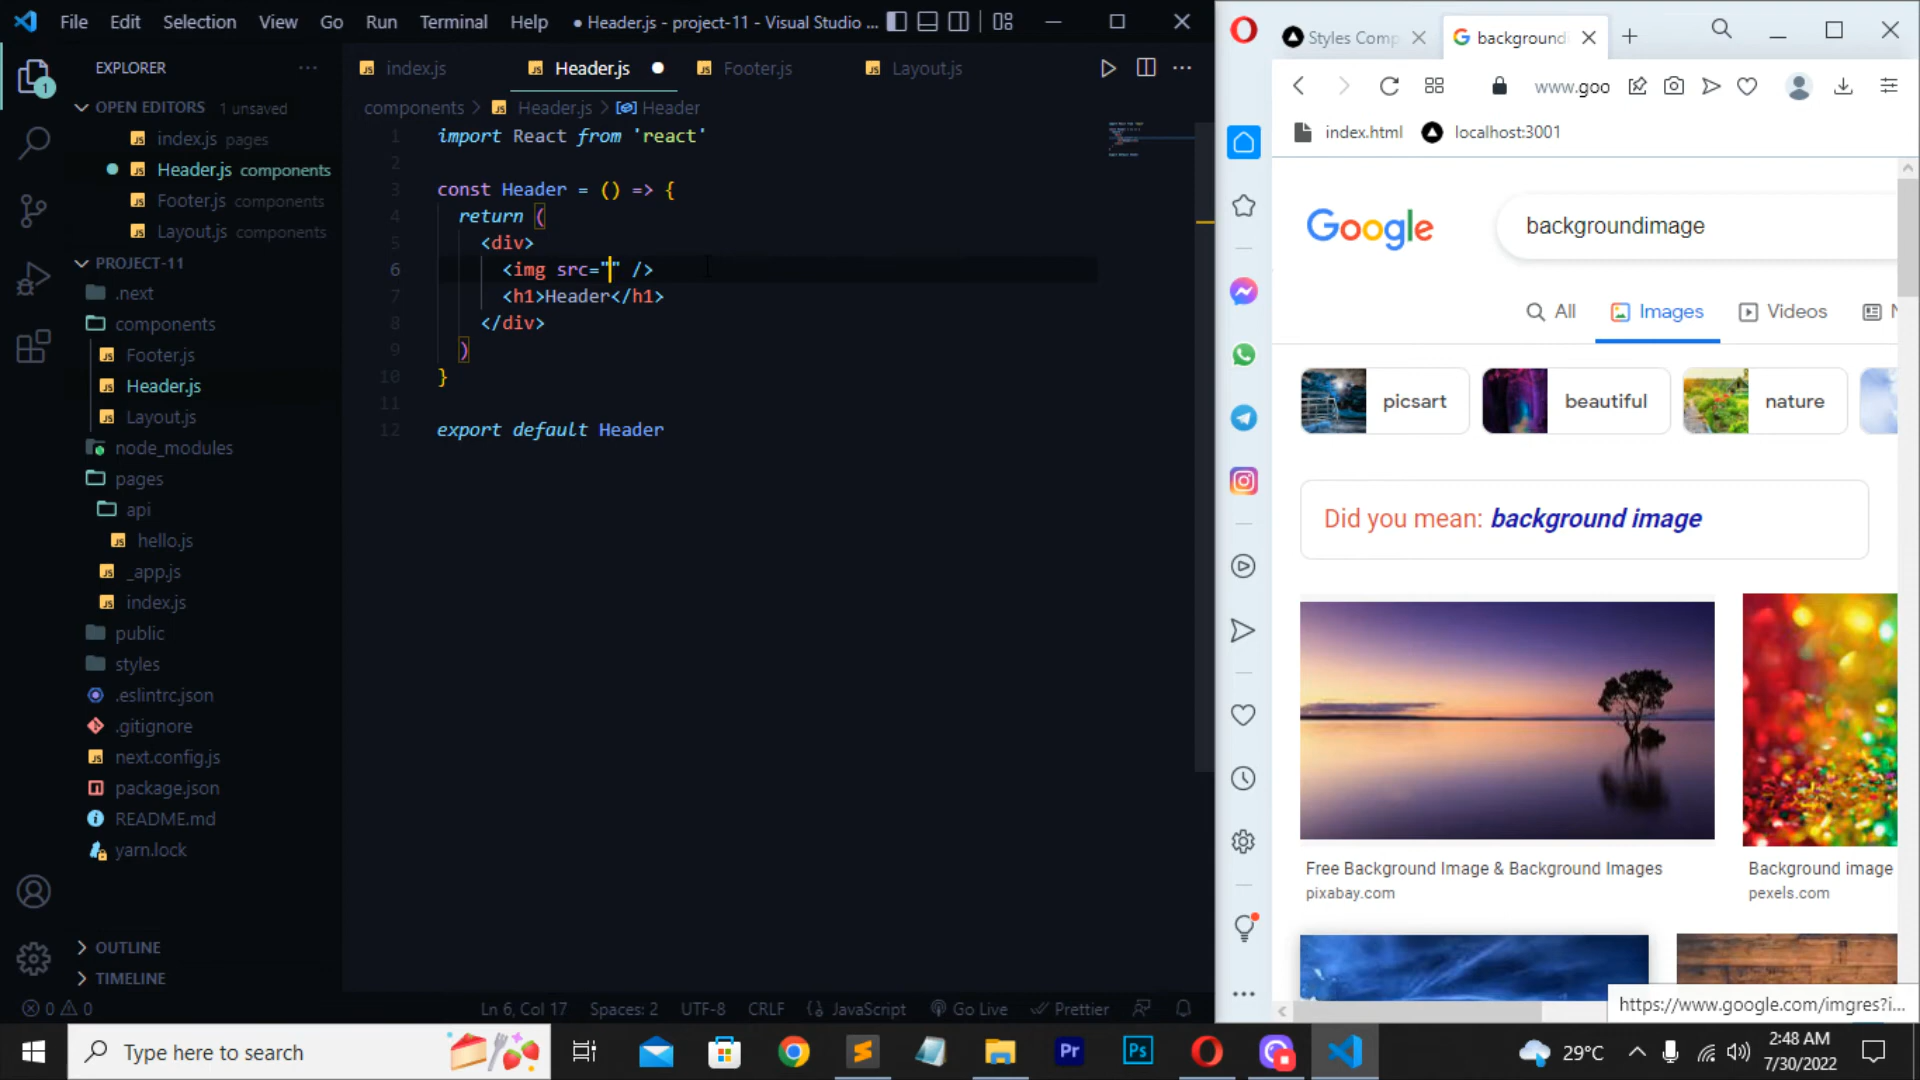 File Edit Selection View Go Run Terminal Help
● Header.js - project-11 - Visual Studio ...
EXPLORER
OPEN EDITORS 1 unsaved
index.js pages
Header.js components
Footer.js components
Layout.js components
PROJECT-11
.next
components
Footer.js
Header.js
Layout.js
node_modules
pages
api
hello.js
_app.js
index.js
public
styles
.eslintrc.json
.gitignore
next.config.js
package.json
README.md
yarn.lock
OUTLINE
TIMELINE
index.js Header.js Footer.js Layout.js
components > Header.js > Header
1 import React from 'react'
2
3 const Header = () => {
4 return (
5 <div>
6 <img src="" />
7 <h1>Header</h1>
8 </div>
9 )
10 }
11
12 export default Header
0 0
Ln 6, Col 17 Spaces: 2 UTF-8 CRLF {} JavaScript Go Live Prettier
Styles Comp
backgroundi
www.goo
index.html localhost:3001
Google
backgroundimage
All Images Videos N
picsart beautiful nature
Did you mean: background image
Free Background Image & Background Images
pixabay.com
Background image
pexels.com
https://www.google.com/imgres?i...
Type here to search
Pr
Ps
29°C
2:48 AM
7/30/2022